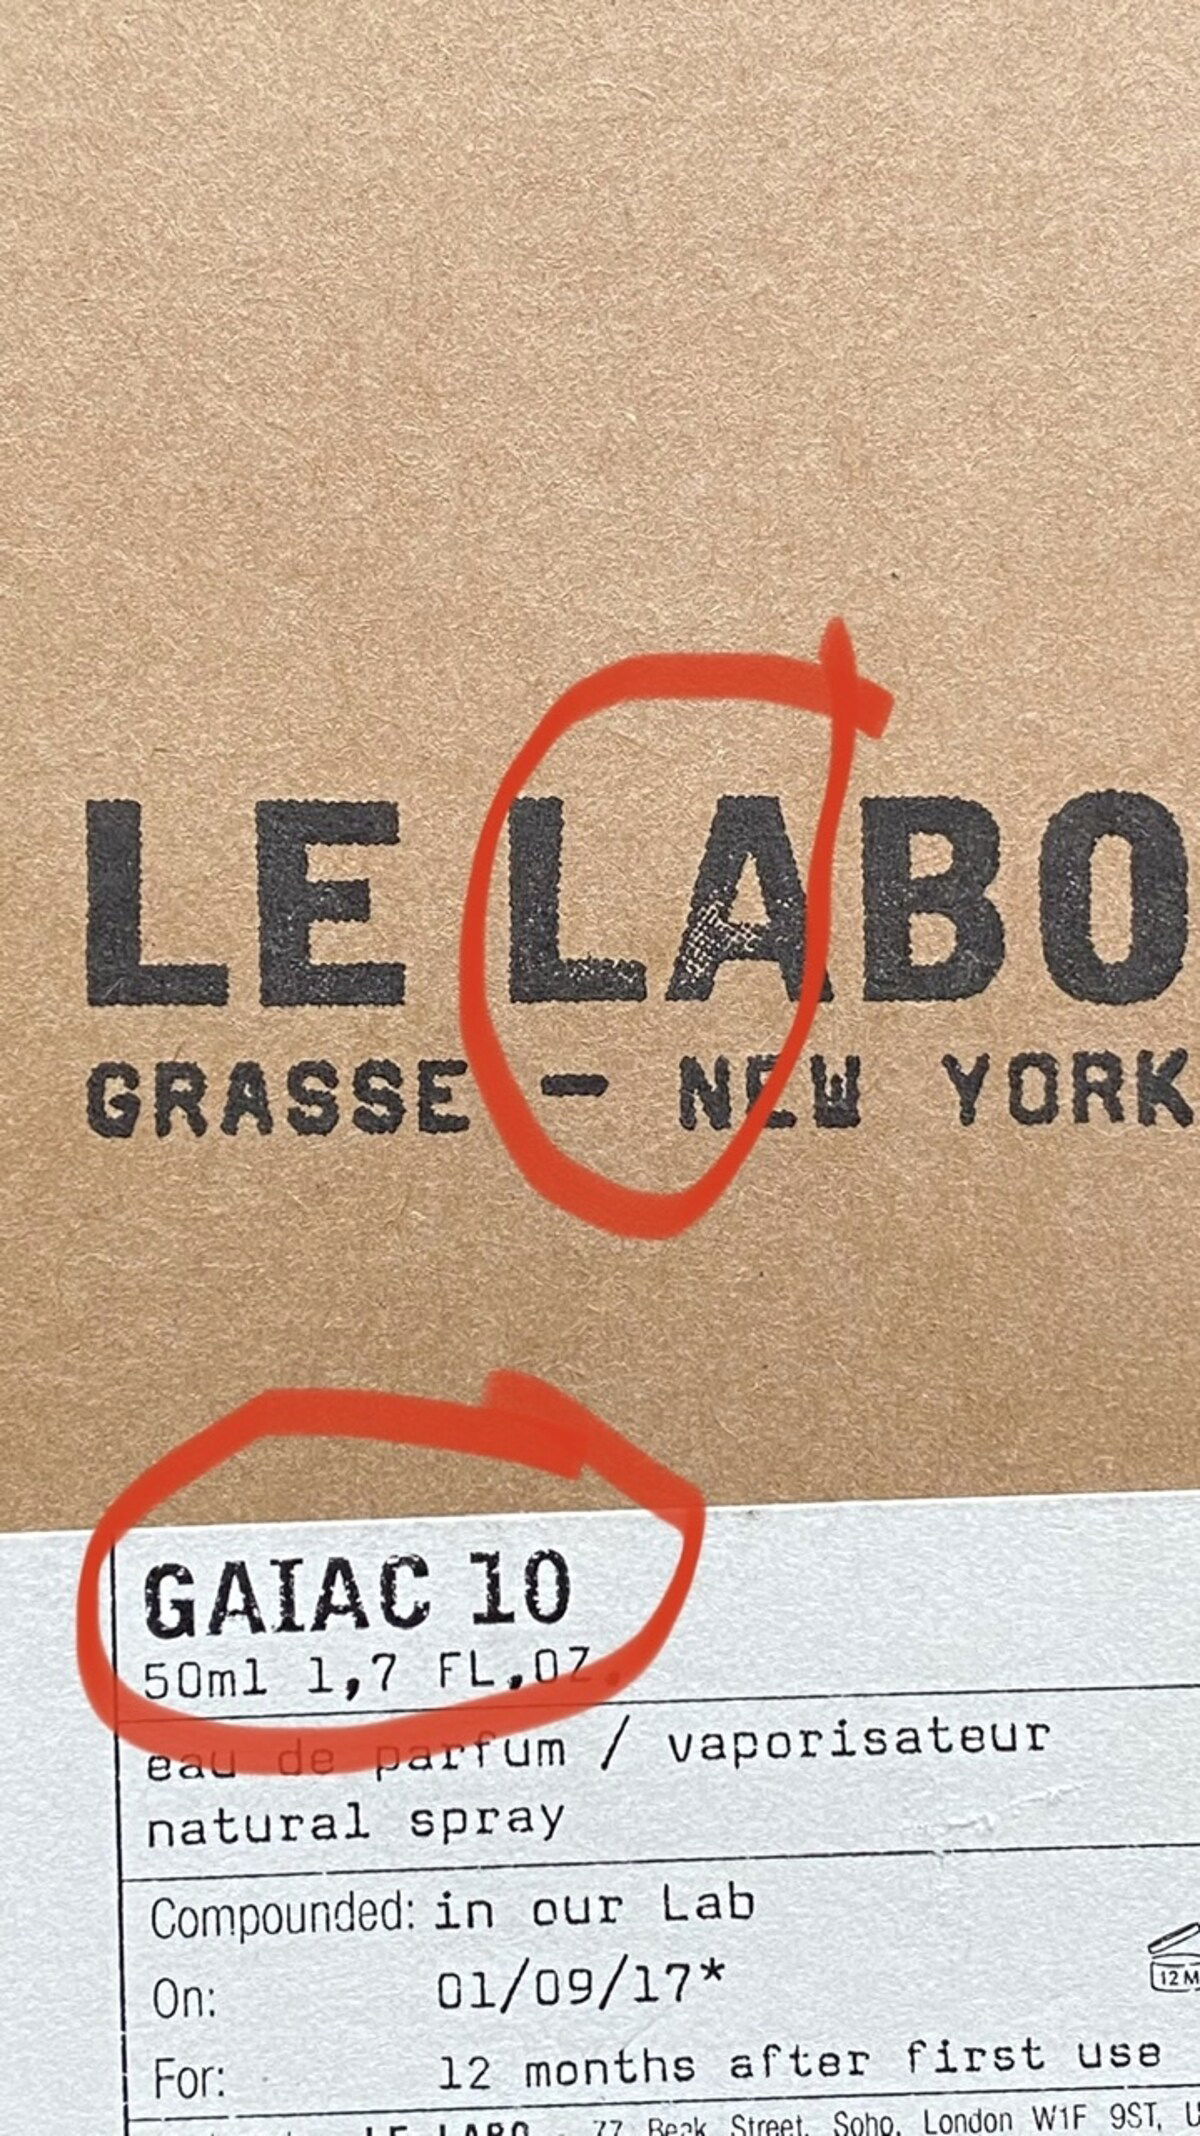 LE LABO
GRASSE – NEW YORK
GAIAC 10
50ml 1,7 FL,OZ.
eau de parfum / vaporisateur
natural spray
Compounded: in our Lab
On: 01/09/17*
For: 12 months after first use
12 M
LE LABO - 77 Beak Street, Soho, London W1F 9ST,